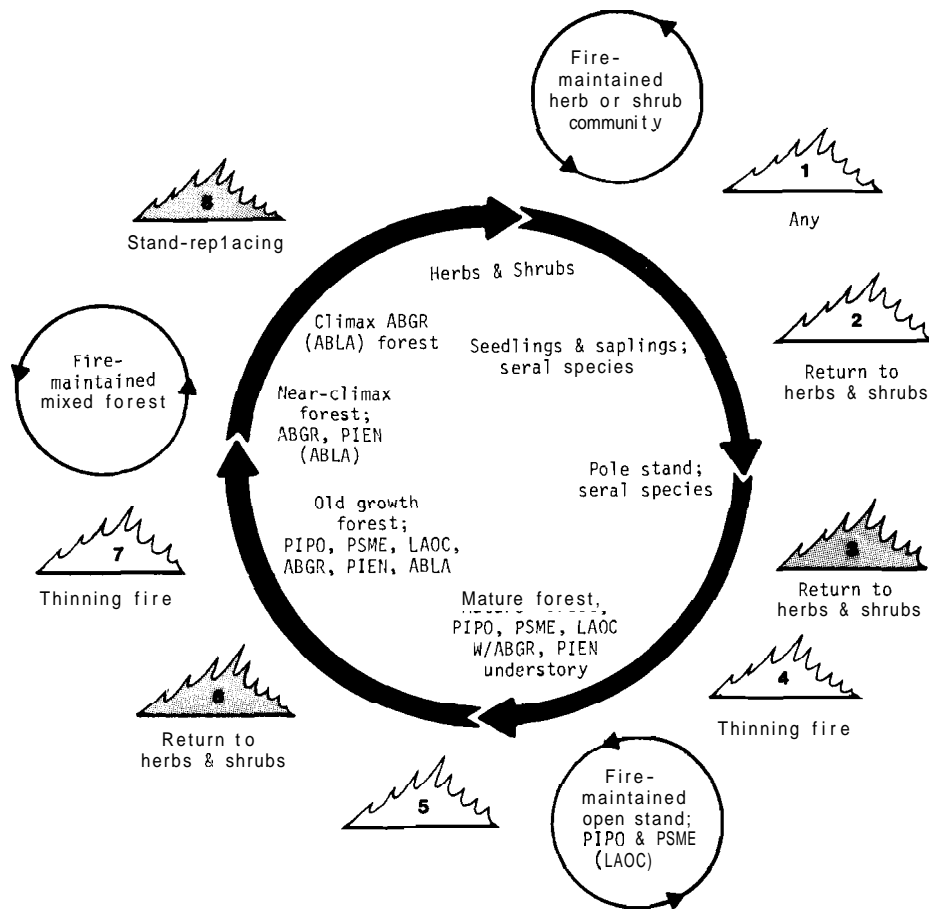 Fire-
maintained
herb or shrub
community
1
Any
2
Return to
herbs & shrubs
3
Return to
herbs & shrubs
4
Thinning fire
Fire-
maintained
open stand;
PIPO & PSME
(LAOC)
5
6
Return to
herbs & shrubs
7
Thinning fire
Fire-
maintained
mixed forest
8
Stand-rep1acing
Herbs & Shrubs
Seedlings & saplings;
seral species
Pole stand;
seral species
Mature forest,
PIPO, PSME, LAOC
W/ABGR, PIEN
understory
Old growth
forest;
PIPO, PSME, LAOC,
ABGR, PIEN, ABLA
Near-climax
forest;
ABGR, PIEN
(ABLA)
Climax ABGR
(ABLA) forest